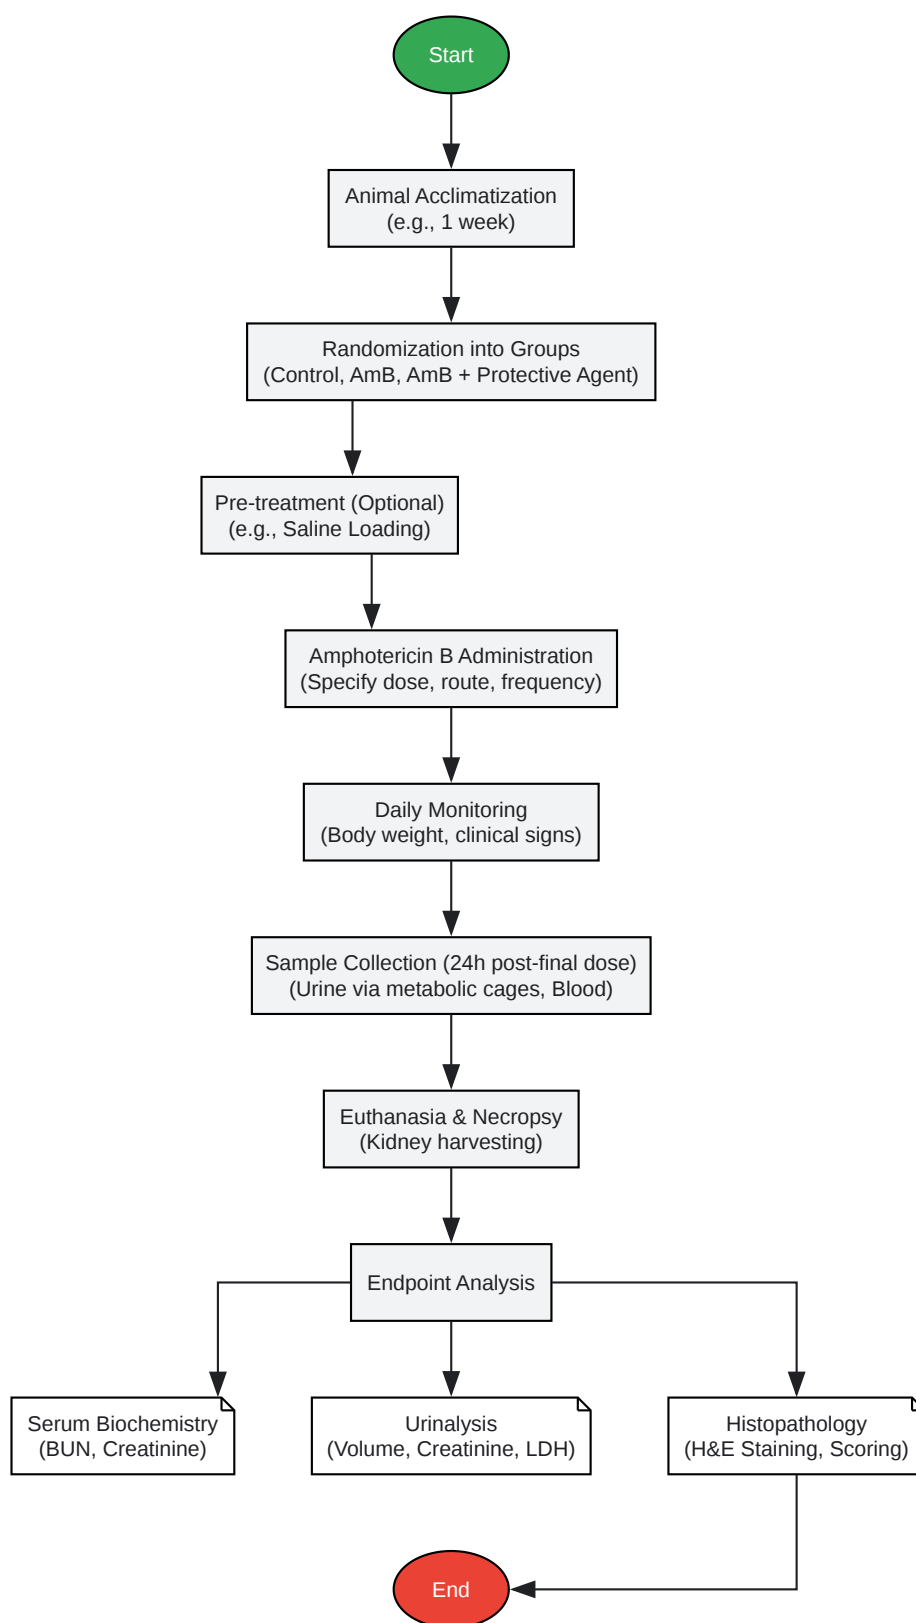 Start
Animal Acclimatization
(e.g., 1 week)
Randomization into Groups
(Control, AmB, AmB + Protective Agent)
Pre-treatment (Optional)
(e.g., Saline Loading)
Amphotericin B Administration
(Specify dose, route, frequency)
Daily Monitoring
(Body weight, clinical signs)
Sample Collection (24h post-final dose)
(Urine via metabolic cages, Blood)
Euthanasia & Necropsy
(Kidney harvesting)
Endpoint Analysis
Serum Biochemistry
(BUN, Creatinine)
Urinalysis
(Volume, Creatinine, LDH)
Histopathology
(H&E Staining, Scoring)
End